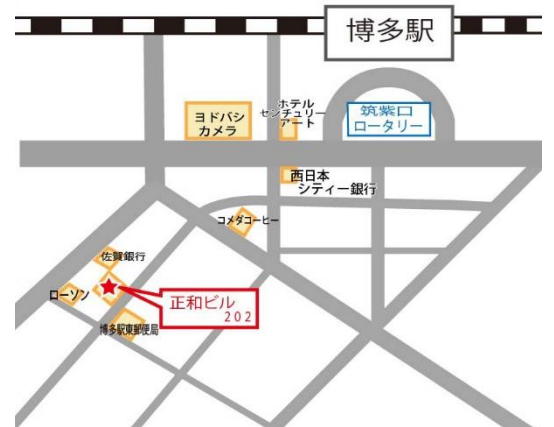 博多駅
ヨドバシ
カメラ
ホテル
センチュリー
アート
筑紫口
ロータリー
西日本
シティー銀行
コメダコーヒー
佐賀銀行
ローソン
正和ビル
202
博多駅東郵便局